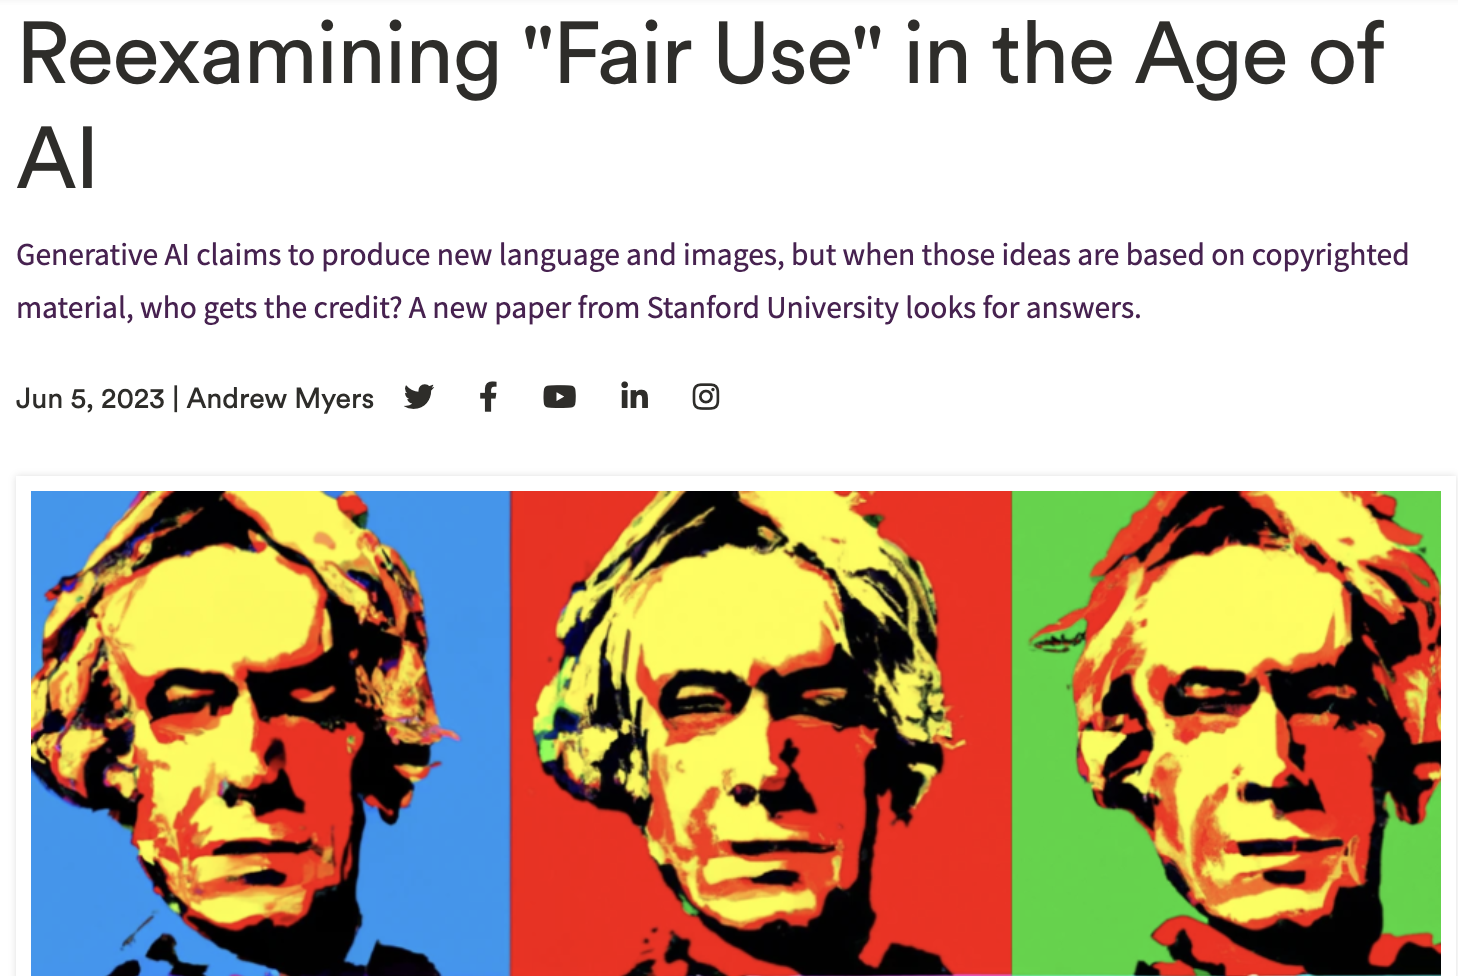 Reexamining "Fair Use" in the Age of
AI
Generative AI claims to produce new language and images, but when those ideas are based on copyrighted
material, who gets the credit? A new paper from Stanford University looks for answers.
Jun 5, 2023 | Andrew Myers